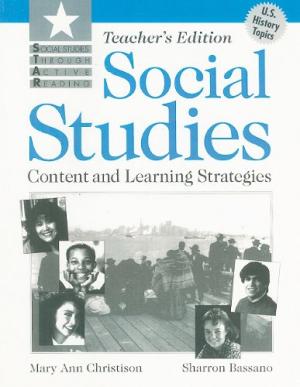 Teacher's Edition
U.S.
History
Topics
STAR
SOCIAL STUDIES
THROUGH
ACTIVE
READING
Social
Studies
Content and Learning Strategies
Mary Ann Christison
Sharron Bassano